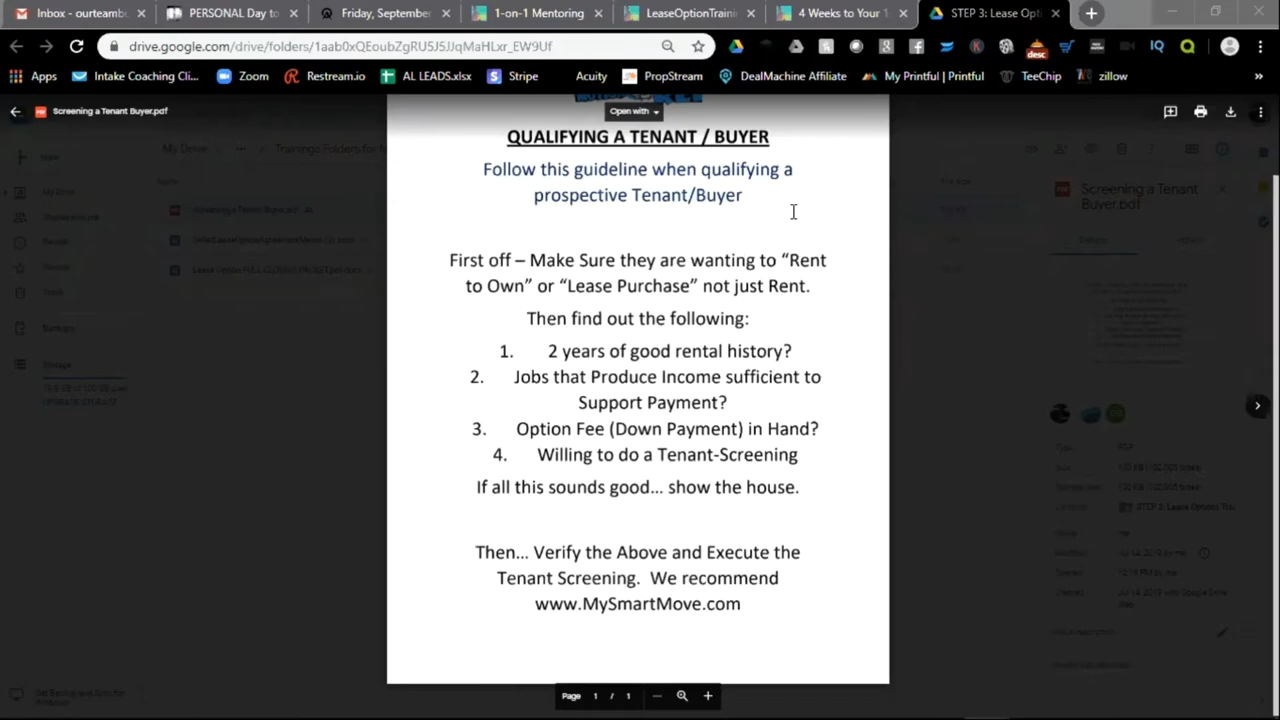 Inbox - ourteamb
PERSONAL Day to
Friday, September
1-on-1 Mentoring
LeaseOptionTraini
4 Weeks to Your 1
STEP 3: Lease Opt
drive.google.com/drive/folders/1aab0xQEoubZgRU5J5JJqMaHLxr_EW9Uf
desc
IQ
Apps
Intake Coaching Cli...
Zoom
Restream.io
AL LEADS.xlsx
Stripe
Acuity
PropStream
DealMachine Affiliate
My Printful | Printful
TeeChip
zillow
»
Screening a Tenant Buyer.pdf
Open with
My Drive
Screening a Tenant
Buyer.pdf
QUALIFYING A TENANT / BUYER
Follow this guideline when qualifying a
prospective Tenant/Buyer
First off – Make Sure they are wanting to “Rent
to Own” or “Lease Purchase” not just Rent.
Then find out the following:
1. 2 years of good rental history?
2. Jobs that Produce Income sufficient to
Support Payment?
3. Option Fee (Down Payment) in Hand?
4. Willing to do a Tenant-Screening
If all this sounds good... show the house.
Then... Verify the Above and Execute the
Tenant Screening. We recommend
www.MySmartMove.com
Page 1 / 1